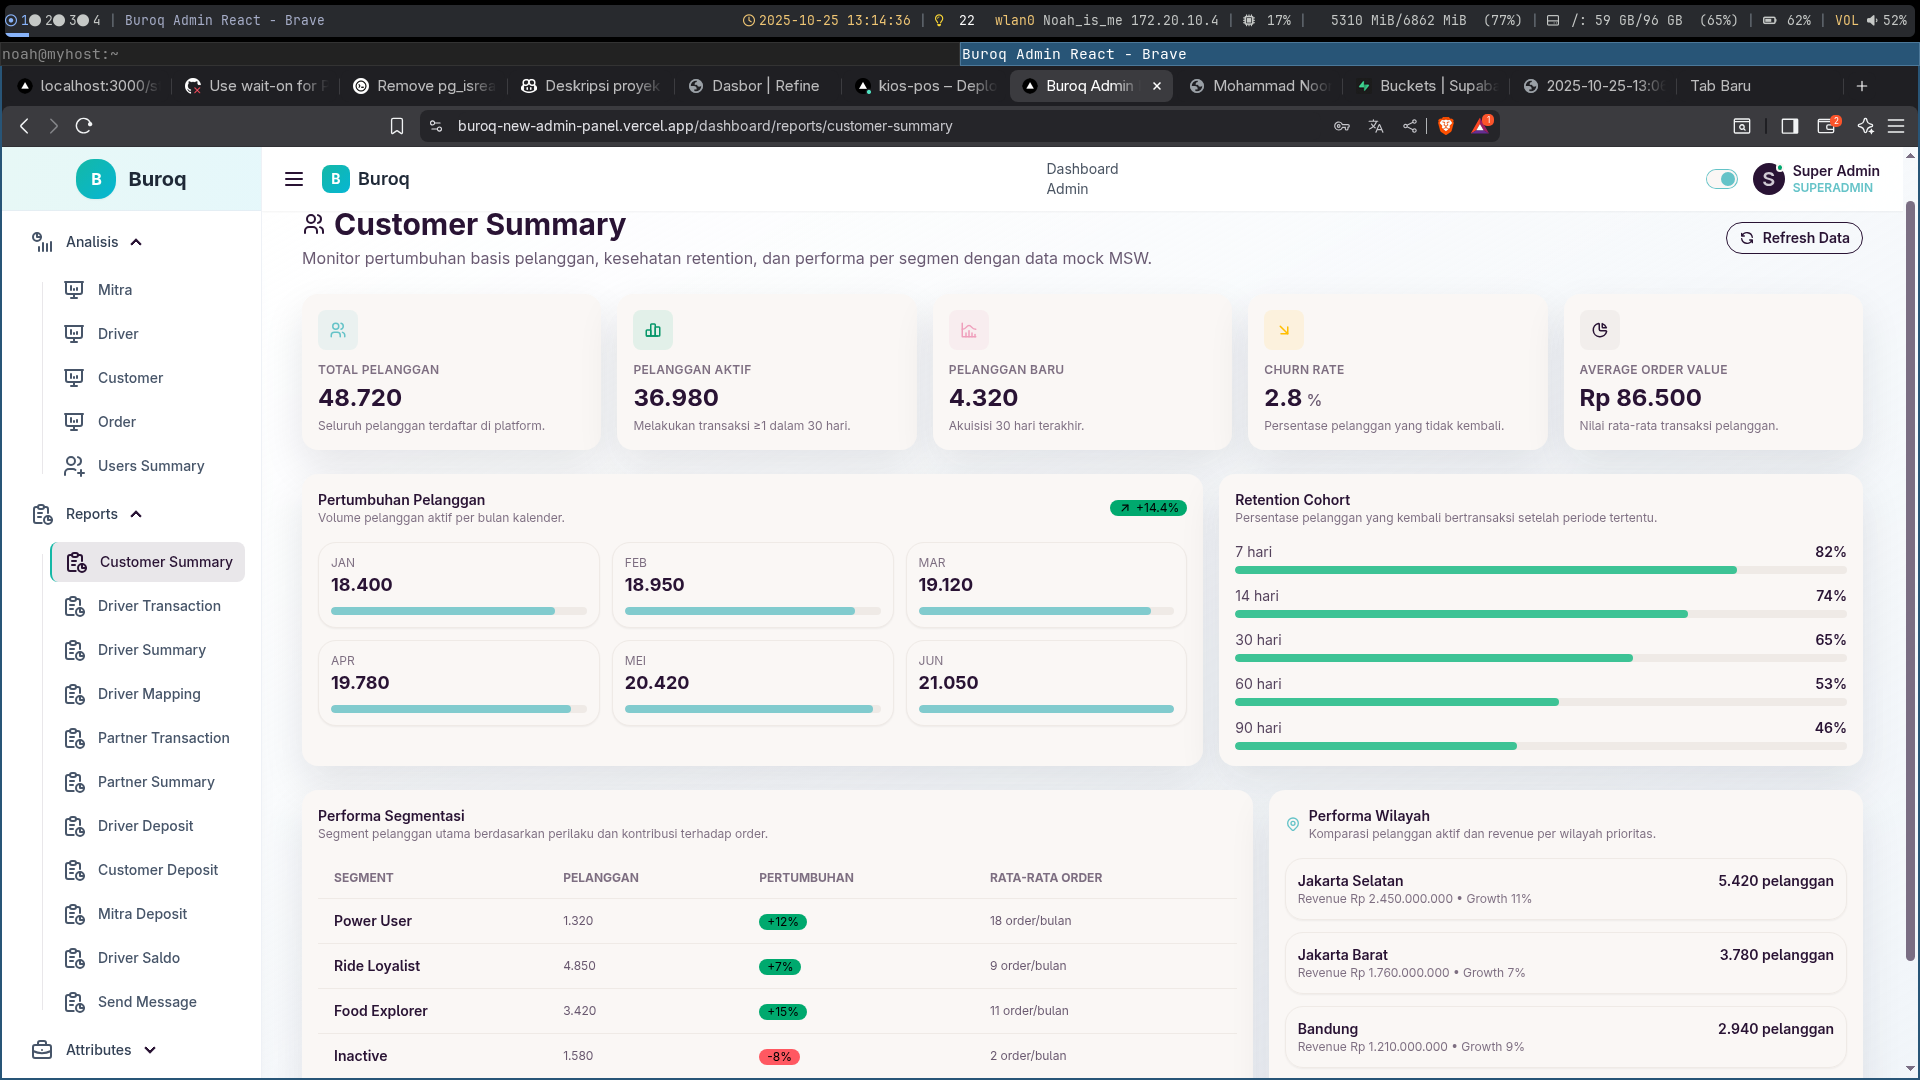 1 2 3 4 | Buroq Admin React - Brave
2025-10-25 13:14:36 | 22 wlan0 Noah_is_me 172.20.10.4 | 17% | 5310 MiB/6862 MiB (77%) | /: 59 GB/96 GB (65%) | 62% | VOL 52%
noah@myhost:~
Buroq Admin React - Brave
localhost:3000/s
Use wait-on for P
Remove pg_isrea
Deskripsi proyek
Dasbor | Refine
kios-pos – Deplo
Buroq Admin
Mohammad Noo
Buckets | Supab
2025-10-25-13:06
Tab Baru
buroq-new-admin-panel.vercel.app/dashboard/reports/customer-summary
1
2
B Buroq
B Buroq
Dashboard
Admin
S
Super Admin
SUPERADMIN
Analisis
Mitra
Driver
Customer
Order
Users Summary
Reports
Customer Summary
Driver Transaction
Driver Summary
Driver Mapping
Partner Transaction
Partner Summary
Driver Deposit
Customer Deposit
Mitra Deposit
Driver Saldo
Send Message
Attributes
Customer Summary
Monitor pertumbuhan basis pelanggan, kesehatan retention, dan performa per segmen dengan data mock MSW.
Refresh Data
TOTAL PELANGGAN
48.720
Seluruh pelanggan terdaftar di platform.
PELANGGAN AKTIF
36.980
Melakukan transaksi ≥1 dalam 30 hari.
PELANGGAN BARU
4.320
Akuisisi 30 hari terakhir.
CHURN RATE
2.8 %
Persentase pelanggan yang tidak kembali.
AVERAGE ORDER VALUE
Rp 86.500
Nilai rata-rata transaksi pelanggan.
Pertumbuhan Pelanggan
Volume pelanggan aktif per bulan kalender.
+14.4%
JAN
18.400
FEB
18.950
MAR
19.120
APR
19.780
MEI
20.420
JUN
21.050
Retention Cohort
Persentase pelanggan yang kembali bertransaksi setelah periode tertentu.
7 hari 82%
14 hari 74%
30 hari 65%
60 hari 53%
90 hari 46%
Performa Segmentasi
Segment pelanggan utama berdasarkan perilaku dan kontribusi terhadap order.
SEGMENT PELANGGAN PERTUMBUHAN RATA-RATA ORDER
Power User 1.320 +12% 18 order/bulan
Ride Loyalist 4.850 +7% 9 order/bulan
Food Explorer 3.420 +15% 11 order/bulan
Inactive 1.580 -8% 2 order/bulan
Performa Wilayah
Komparasi pelanggan aktif dan revenue per wilayah prioritas.
Jakarta Selatan 5.420 pelanggan
Revenue Rp 2.450.000.000 • Growth 11%
Jakarta Barat 3.780 pelanggan
Revenue Rp 1.760.000.000 • Growth 7%
Bandung 2.940 pelanggan
Revenue Rp 1.210.000.000 • Growth 9%